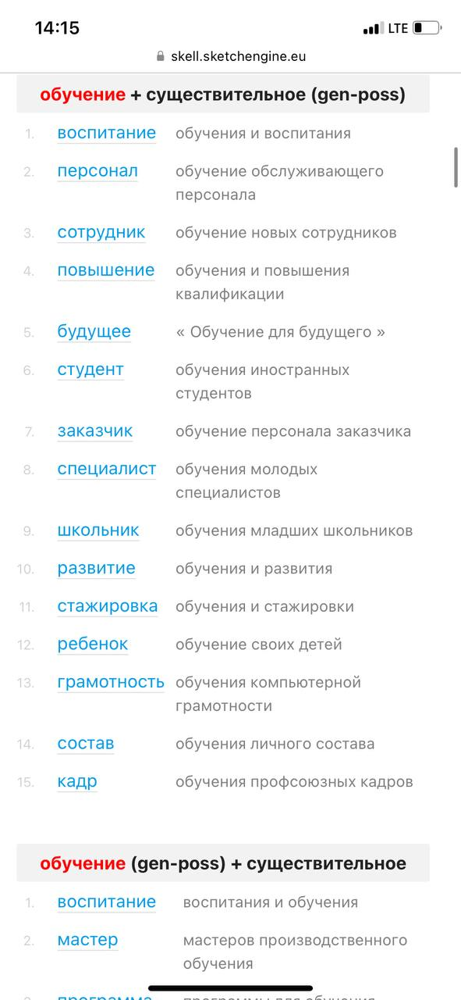 14:15
LTE
skell.sketchengine.eu
обучение + существительное (gen-poss)
1. воспитание обучения и воспитания
2. персонал обучение обслуживающего
персонала
3. сотрудник обучение новых сотрудников
4. повышение обучения и повышения
квалификации
5. будущее « Обучение для будущего »
6. студент обучения иностранных
студентов
7. заказчик обучение персонала заказчика
8. специалист обучения молодых
специалистов
9. школьник обучения младших школьников
10. развитие обучения и развития
11. стажировка обучения и стажировки
12. ребенок обучение своих детей
13. грамотность обучения компьютерной
грамотности
14. состав обучения личного состава
15. кадр обучения профсоюзных кадров
обучение (gen-poss) + существительное
1. воспитание воспитания и обучения
2. мастер мастеров производственного
обучения
3. программа программы для обучения